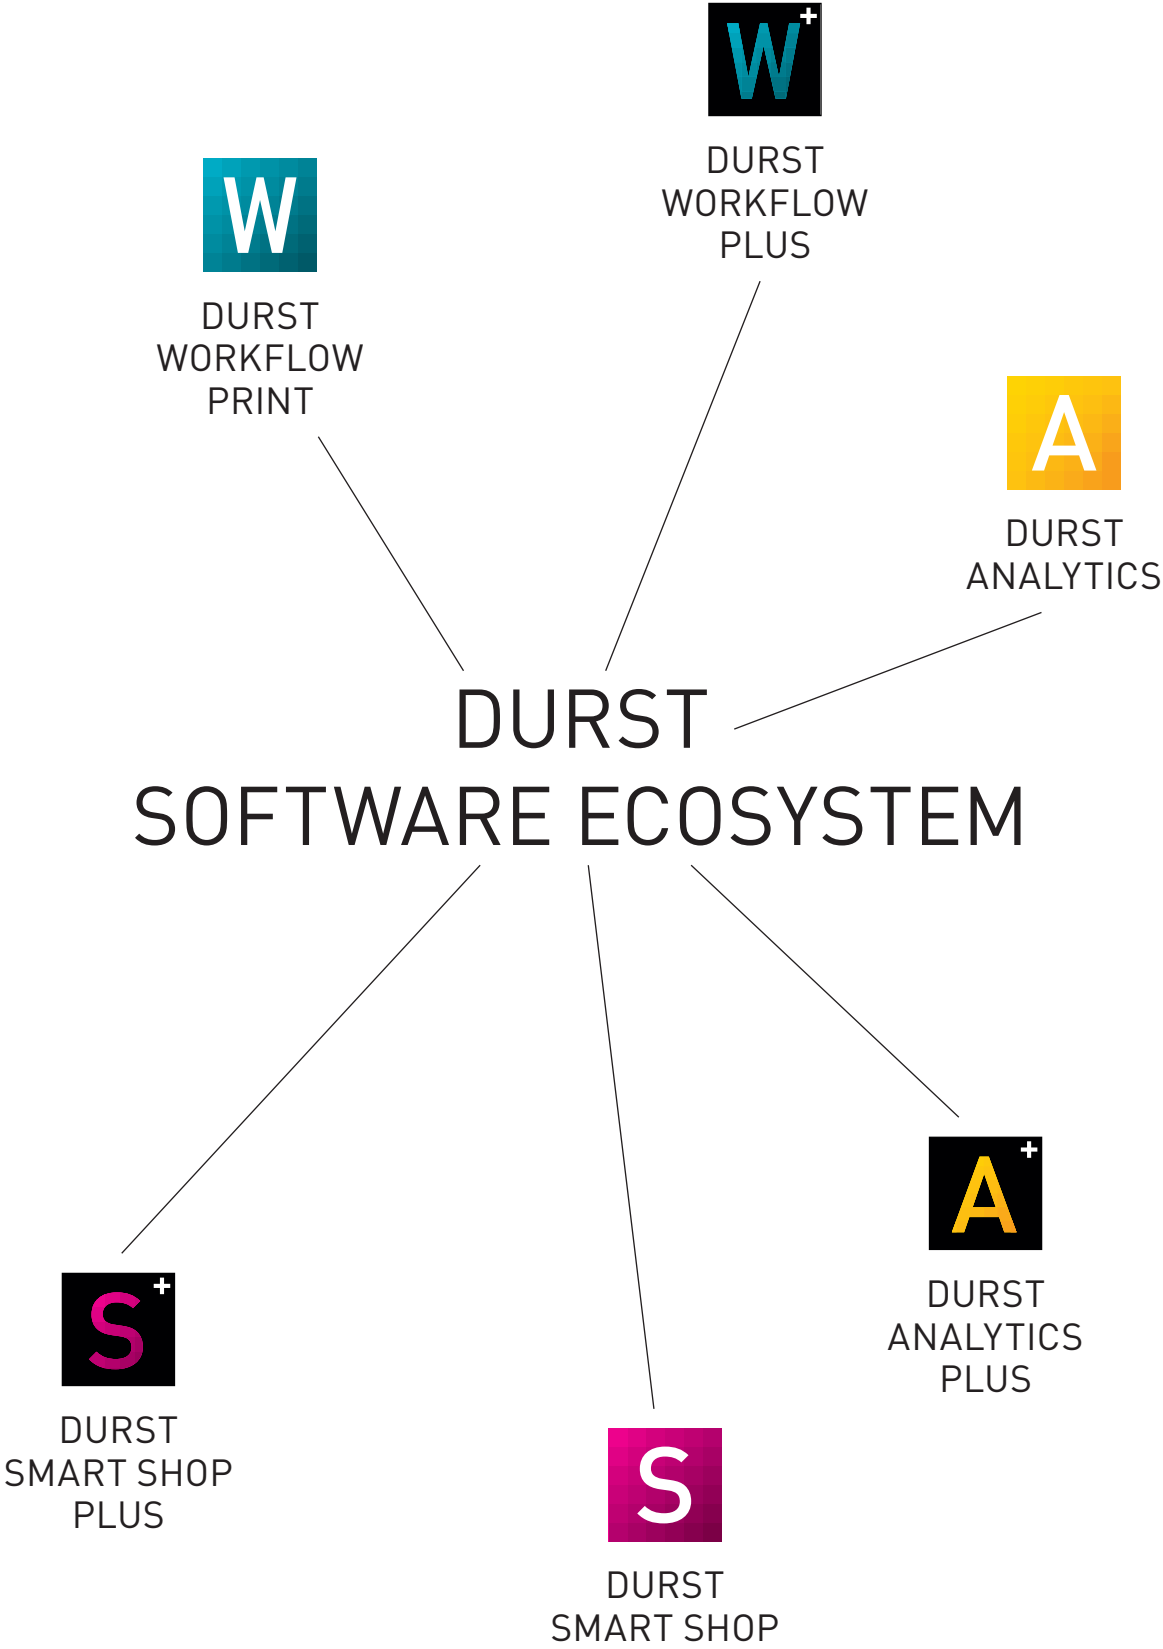 W+
DURST
WORKFLOW
PLUS
W
DURST
WORKFLOW
PRINT
A
DURST
ANALYTICS
DURST
SOFTWARE ECOSYSTEM
A+
DURST
ANALYTICS
PLUS
S+
DURST
SMART SHOP
PLUS
S
DURST
SMART SHOP